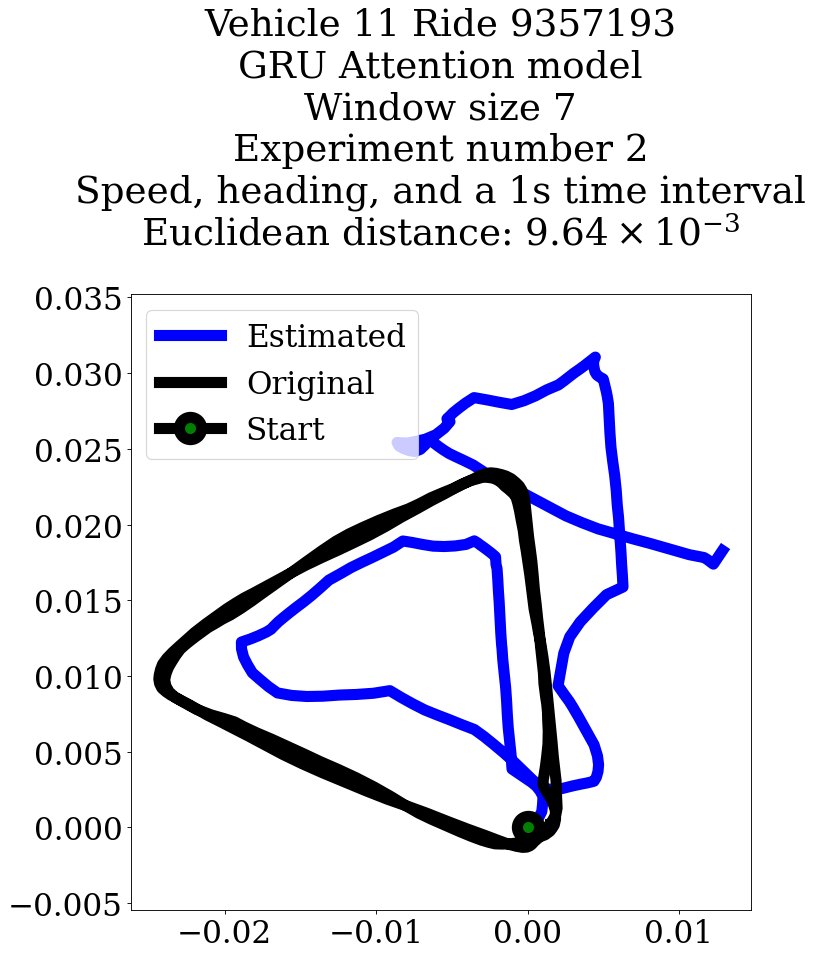 Vehicle 11 Ride 9357193
GRU Attention model
Window size 7
Experiment number 2
Speed, heading, and a 1s time interval
Euclidean distance: 9.64 × 10⁻³
0.035
Estimated
0.030
Original
Start
0.025
0.020
0.015
0.010
0.005
0.000
−0.005
−0.02
−0.01
0.00
0.01